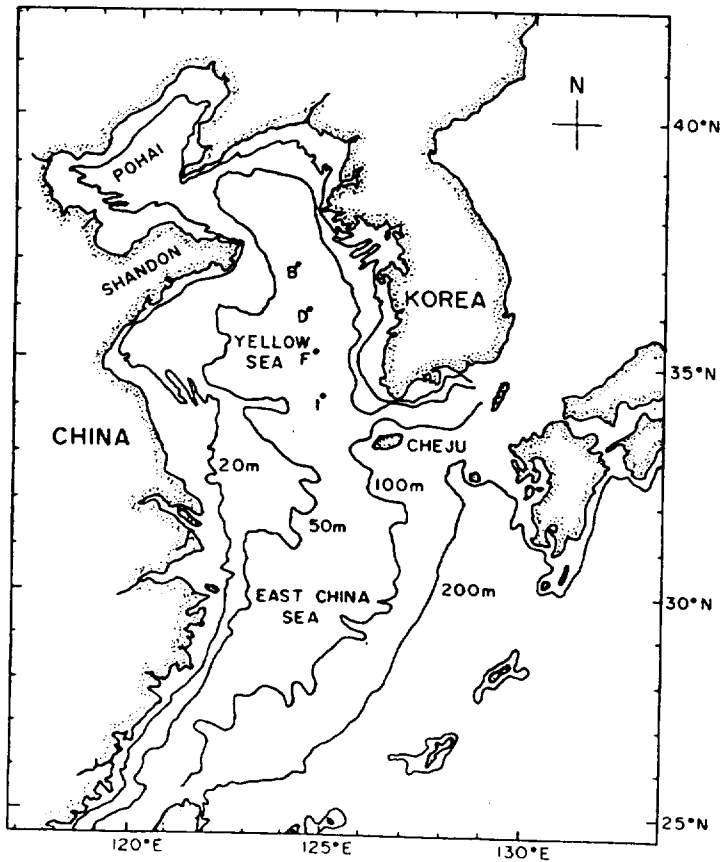 N
40°N
POHAI
SHANDON
B
KOREA
D
YELLOW
SEA
F
35°N
I
CHINA
CHEJU
20m
100m
50m
EAST CHINA
SEA
200m
30°N
25°N
120°E
125°E
130°E